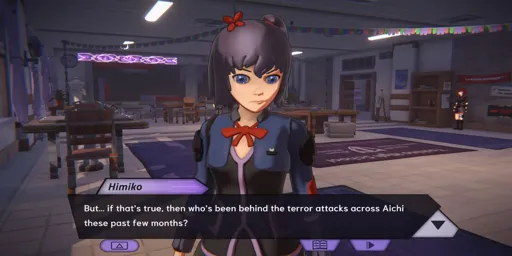 Himiko
But... if that's true, then who's been behind the terror attacks across Aichi
these past few months?